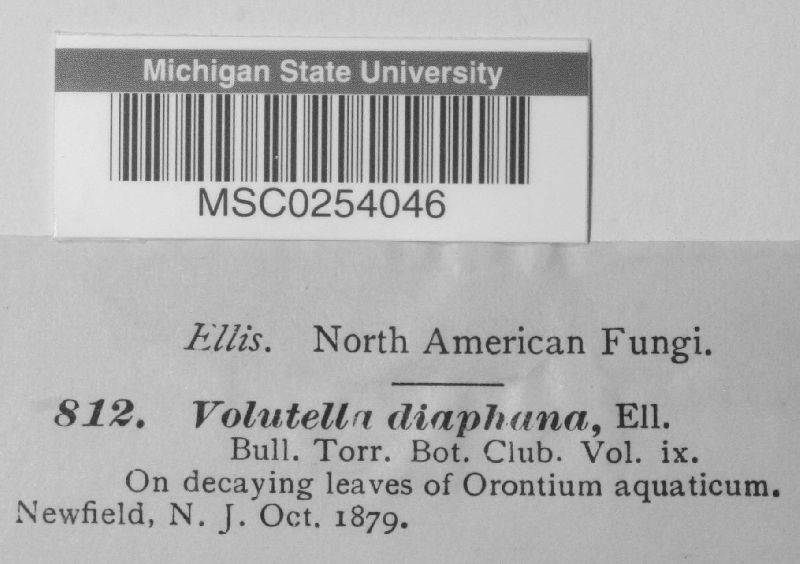 Michigan State University
MSC0254046
Ellis. North American Fungi.
812. Volutella diaphana, Ell.
Bull. Torr. Bot. Club. Vol. ix.
On decaying leaves of Orontium aquaticum.
Newfield, N. J. Oct. 1879.